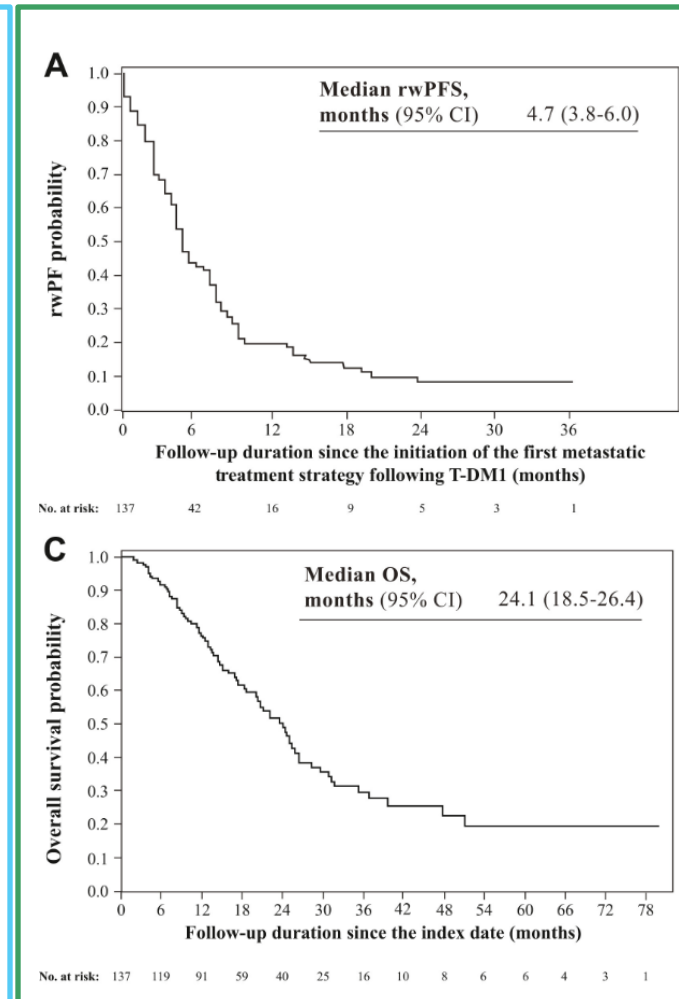 A
Median rwPFS,
months (95% CI) 4.7 (3.8-6.0)
rwPF probability
1.0
0.9
0.8
0.7
0.6
0.5
0.4
0.3
0.2
0.1
0.0
0 6 12 18 24 30 36
Follow-up duration since the initiation of the first metastatic
treatment strategy following T-DM1 (months)
No. at risk: 137 42 16 9 5 3 1
C
Median OS,
months (95% CI) 24.1 (18.5-26.4)
Overall survival probability
1.0
0.9
0.8
0.7
0.6
0.5
0.4
0.3
0.2
0.1
0.0
0 6 12 18 24 30 36 42 48 54 60 66 72 78
Follow-up duration since the index date (months)
No. at risk: 137 119 91 59 40 25 16 10 8 6 6 4 3 1